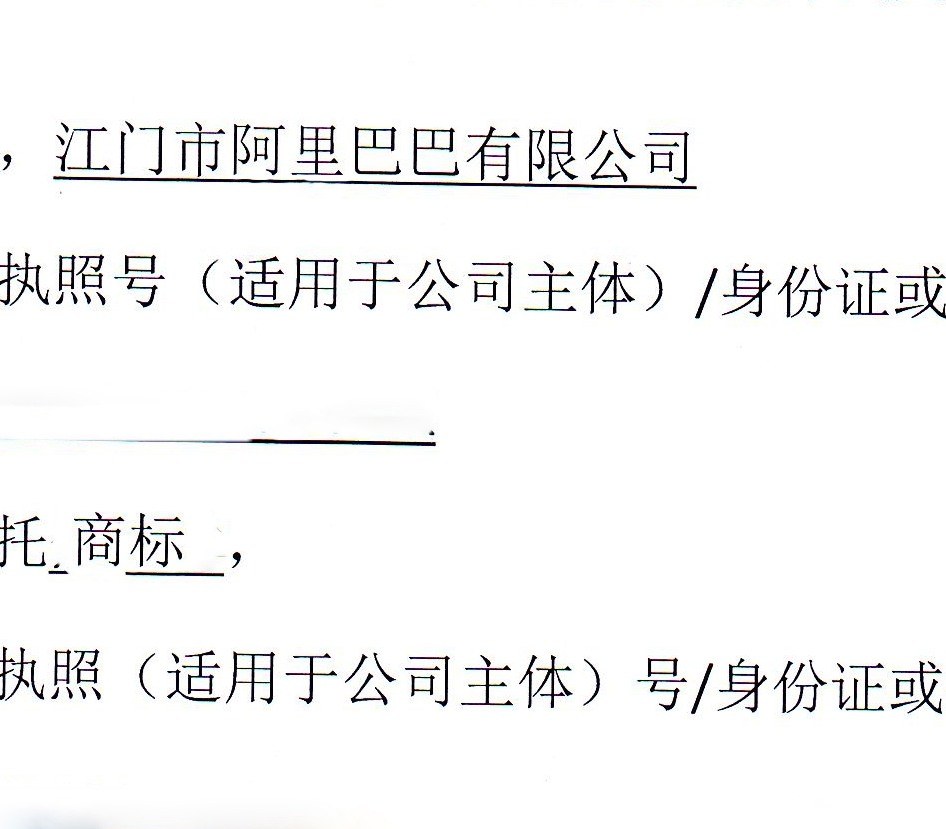 ，江门市阿里巴巴有限公司
执照号（适用于公司主体）/身份证或
托 商标 ，
执照（适用于公司主体）号/身份证或